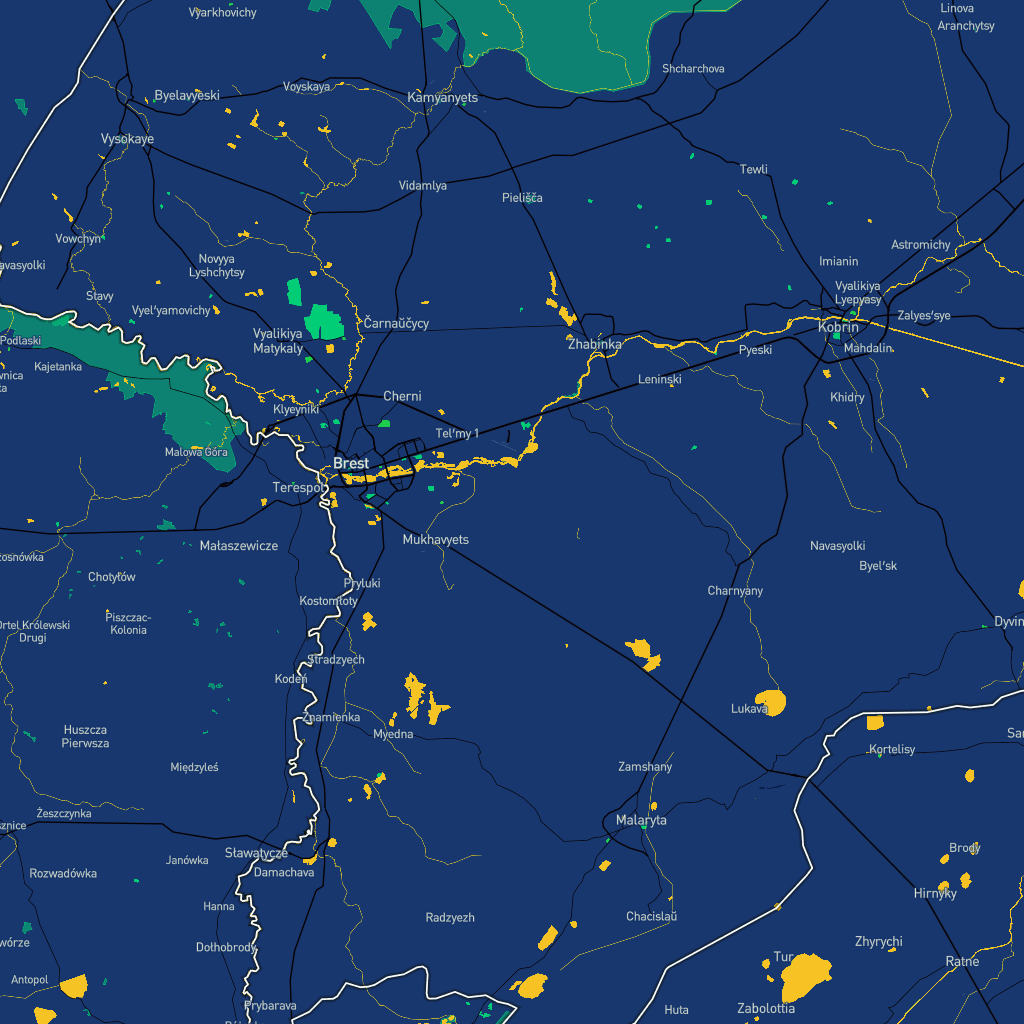 Vyarkhovichy
Linova
Aranchytsy
Shcharchova
Byelavyeski
Voyskaya
Kamyanyets
Vysokaye
Tewli
Vidamlya
Pielišča
Vowchyn
Astromichy
Novyya
Lyshchytsy
Imianin
avasyolki
Stavy
Vyalikiya
Lyepyasy
Vyel'yamovichy
Čarnaŭčycy
Zalyes'sye
Kobrin
Vyalikiya
Matykaly
Podlaski
Zhabinka
Pyeski
Mahdalin
Kajetanka
wnica
ta
Leninski
Cherni
Khidry
Klyeyniki
Tel'my 1
Malowa Góra
Brest
Terespol
Małaszewicze
Mukhavyets
Navasyolki
Byel'sk
Chotyłów
Pryluki
Charnyany
Kostomłoty
Piszczac-
Kolonia
Ortel Królewski
Drugi
Dyvin
Stradzyech
Kodeń
Lukava
Znamienka
Myedna
Huszcza
Pierwsza
Kortelisy
Międzyleś
Zamshany
Żeszczynka
Malaryta
Sławatycze
Janówka
Damachava
Brody
Rozwadówka
Hirnyky
Hanna
Radzyezh
Chacislaŭ
Dołhobrody
Zhyrychi
Tur
Ratne
Antopol
Prybarava
Huta
Zabolottia